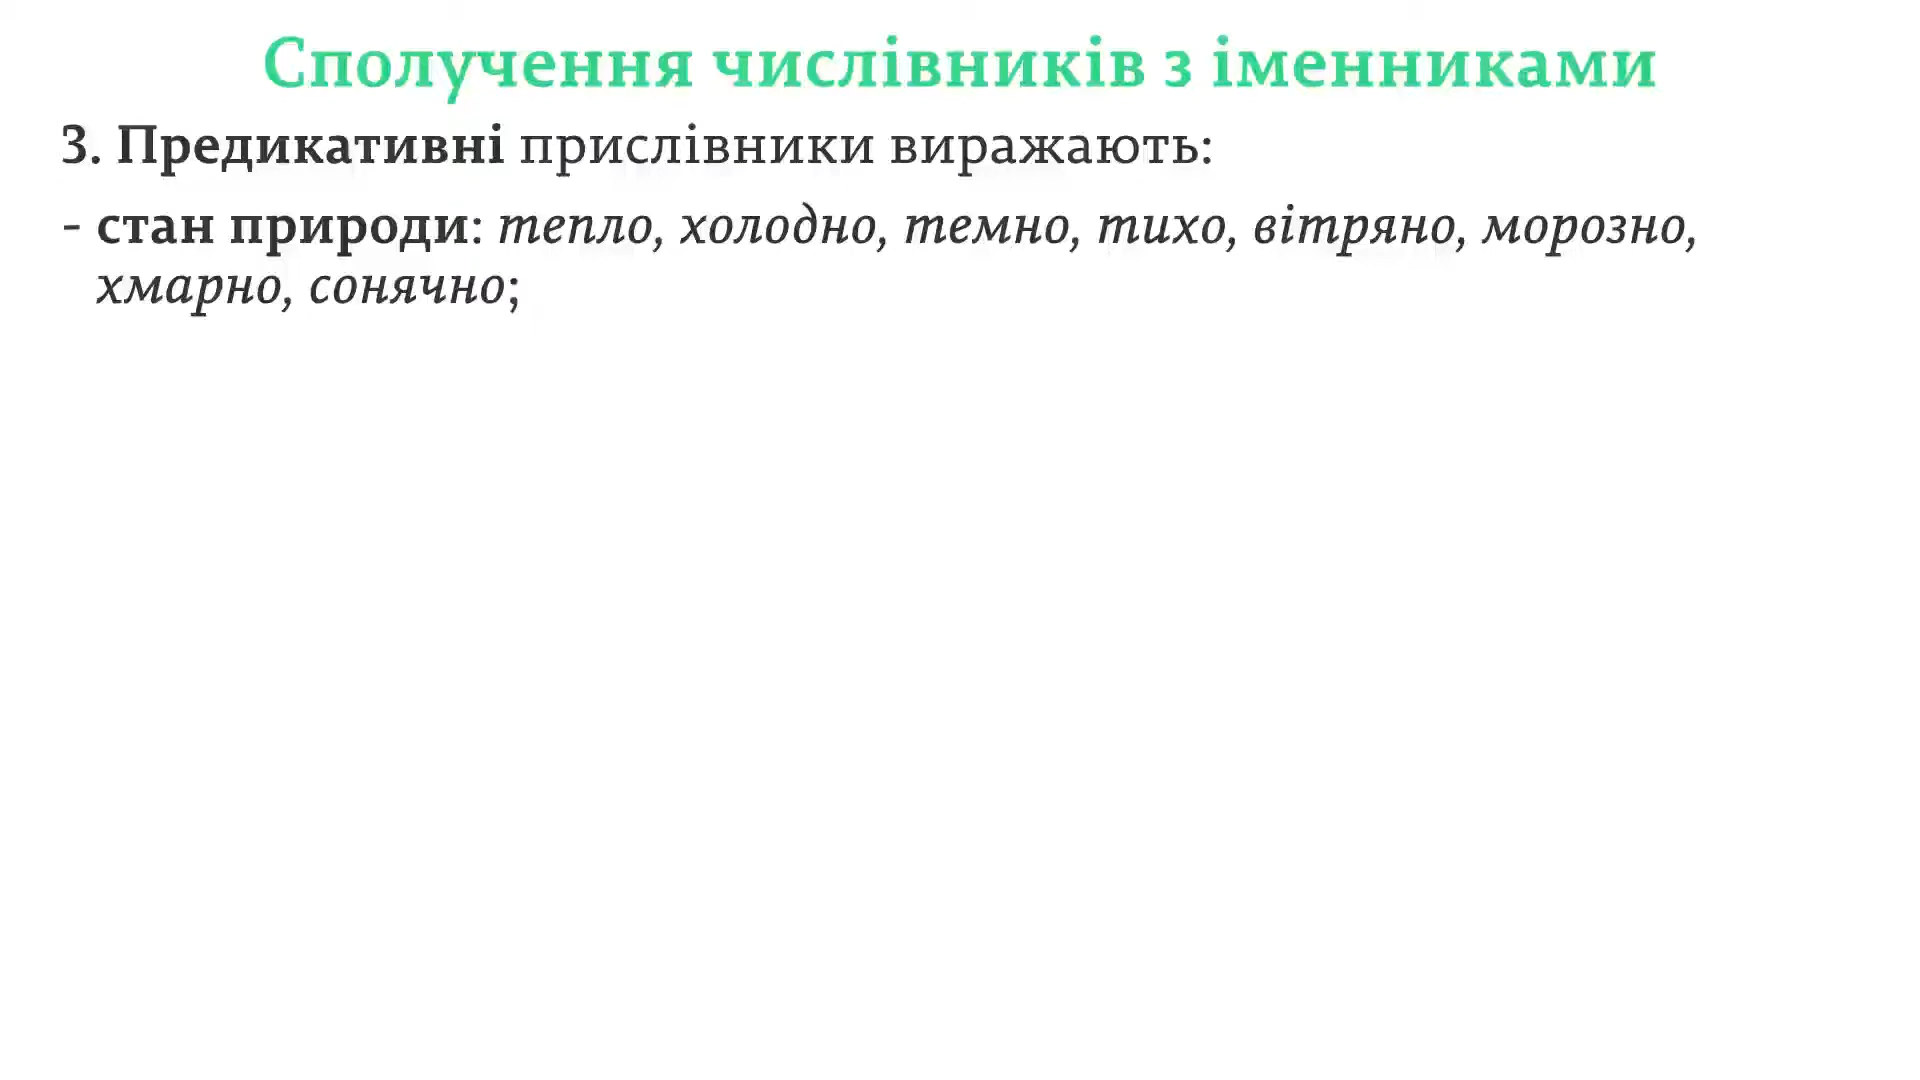 Сполучення числівників з іменниками
3. Предикативні прислівники виражають:
- стан природи: тепло, холодно, темно, тихо, вітряно, морозно,
хмарно, сонячно;